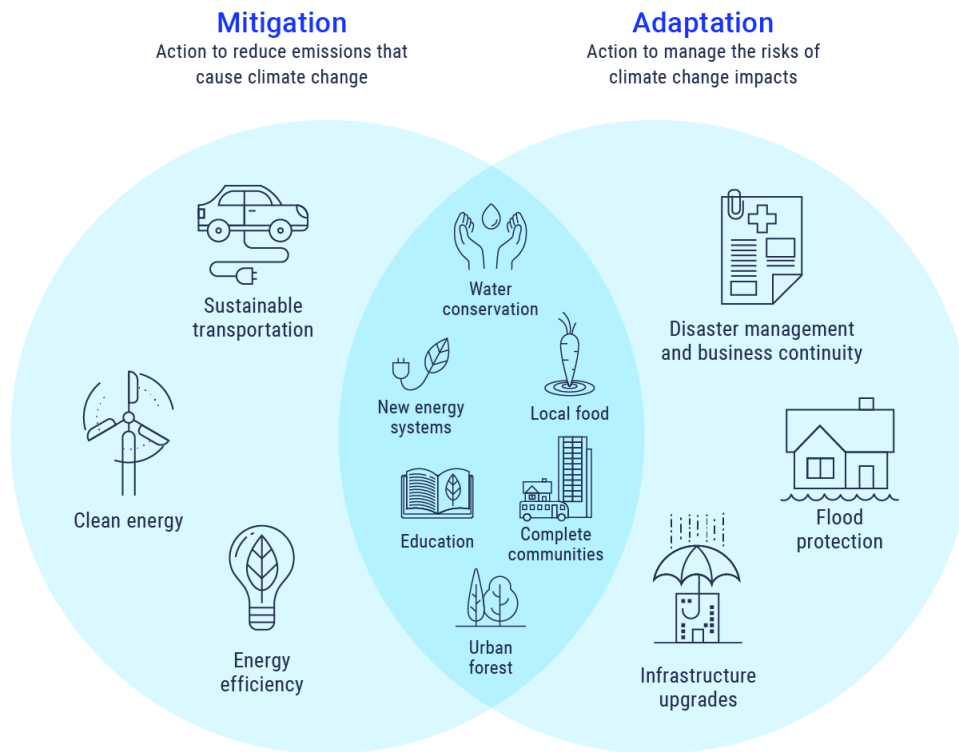 Mitigation
Action to reduce emissions that
cause climate change
Adaptation
Action to manage the risks of
climate change impacts
Sustainable
transportation
Clean energy
Energy
efficiency
Water
conservation
New energy
systems
Local food
Education
Complete
communities
Urban
forest
Disaster management
and business continuity
Flood
protection
Infrastructure
upgrades